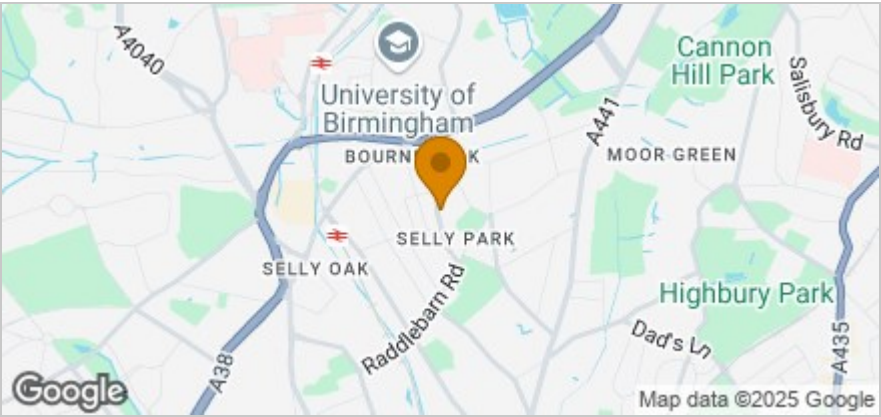 A4040
University of
Birmingham
Cannon
Hill Park
Salisbury Rd
A441
BOURN K
MOOR GREEN
SELLY PARK
SELLY OAK
Raddlebarn Rd
Highbury Park
Dad's Ln
A38
A435
Google
Map data ©2025 Google